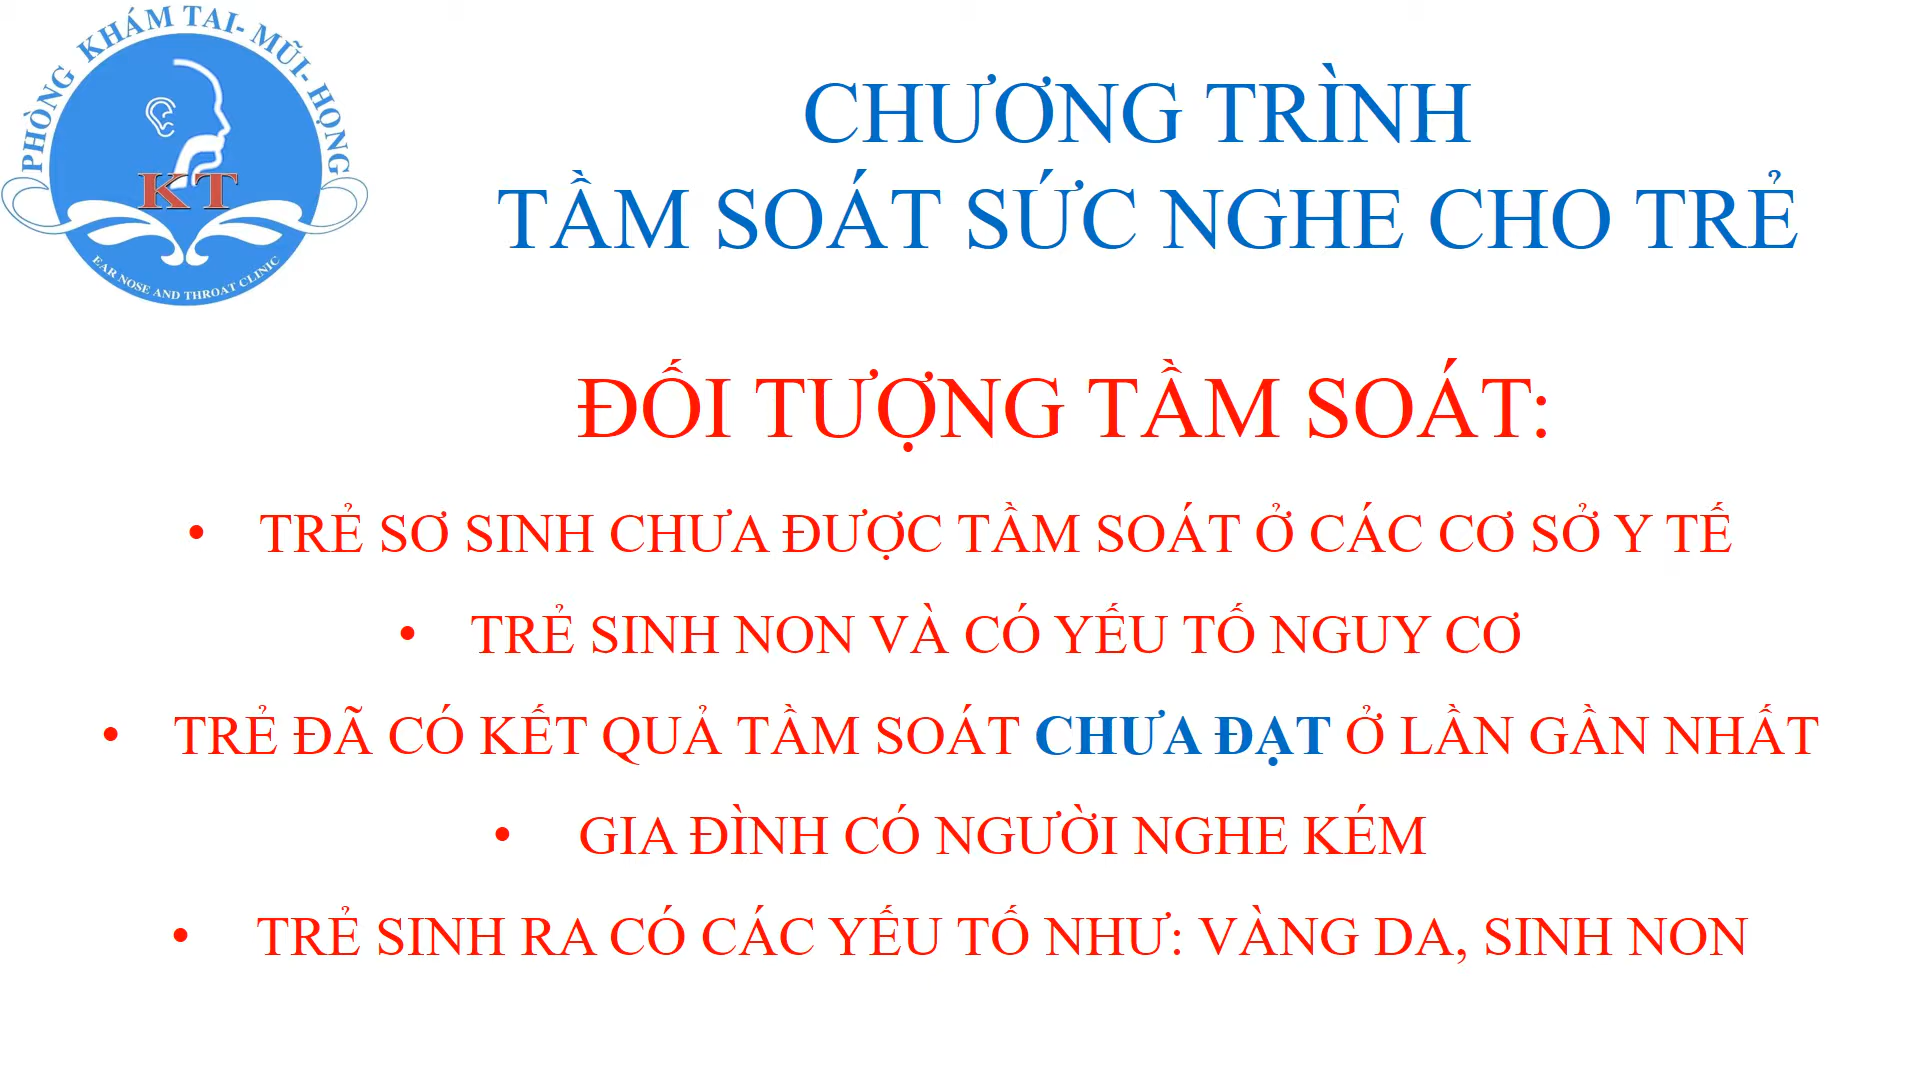 PHÒNG KHÁM TAI- MŨI- HỌNG
KT
EAR NOSE AND THROAT CLINIC
CHƯƠNG TRÌNH
TẦM SOÁT SỨC NGHE CHO TRẺ
ĐỐI TƯỢNG TẦM SOÁT:
• TRẺ SƠ SINH CHƯA ĐƯỢC TẦM SOÁT Ở CÁC CƠ SỞ Y TẾ
• TRẺ SINH NON VÀ CÓ YẾU TỐ NGUY CƠ
• TRẺ ĐÃ CÓ KẾT QUẢ TẦM SOÁT CHƯA ĐẠT Ở LẦN GẦN NHẤT
• GIA ĐÌNH CÓ NGƯỜI NGHE KÉM
• TRẺ SINH RA CÓ CÁC YẾU TỐ NHƯ: VÀNG DA, SINH NON